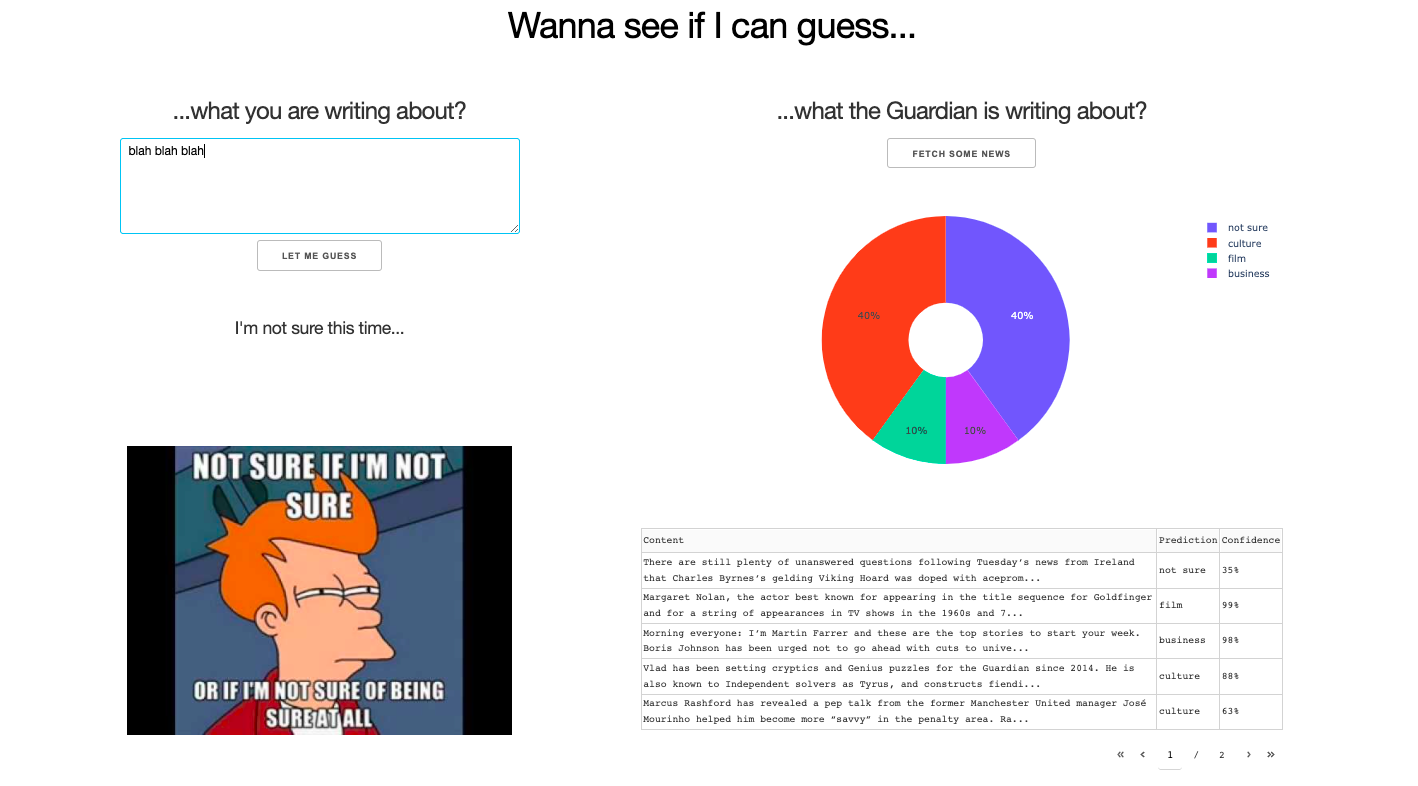 Wanna see if I can guess...
...what you are writing about?
blah blah blah
LET ME GUESS
I'm not sure this time...
NOT SURE IF I'M NOT
SURE
OR IF I'M NOT SURE OF BEING
SURE AT ALL
...what the Guardian is writing about?
FETCH SOME NEWS
not sure
culture
film
business
40%
40%
10%
10%
Content Prediction Confidence
There are still plenty of unanswered questions following Tuesday’s news from Ireland
that Charles Byrnes’s gelding Viking Hoard was doped with aceprom...
not sure 35%
Margaret Nolan, the actor best known for appearing in the title sequence for Goldfinger
and for a string of appearances in TV shows in the 1960s and 7...
film 99%
Morning everyone: I’m Martin Farrer and these are the top stories to start your week.
Boris Johnson has been urged not to go ahead with cuts to unive...
business 98%
Vlad has been setting cryptics and Genius puzzles for the Guardian since 2014. He is
also known to Independent solvers as Tyrus, and constructs fiendi...
culture 88%
Marcus Rashford has revealed a pep talk from the former Manchester United manager José
Mourinho helped him become more “savvy” in the penalty area. Ra...
culture 63%
« ‹ 1 / 2 › »